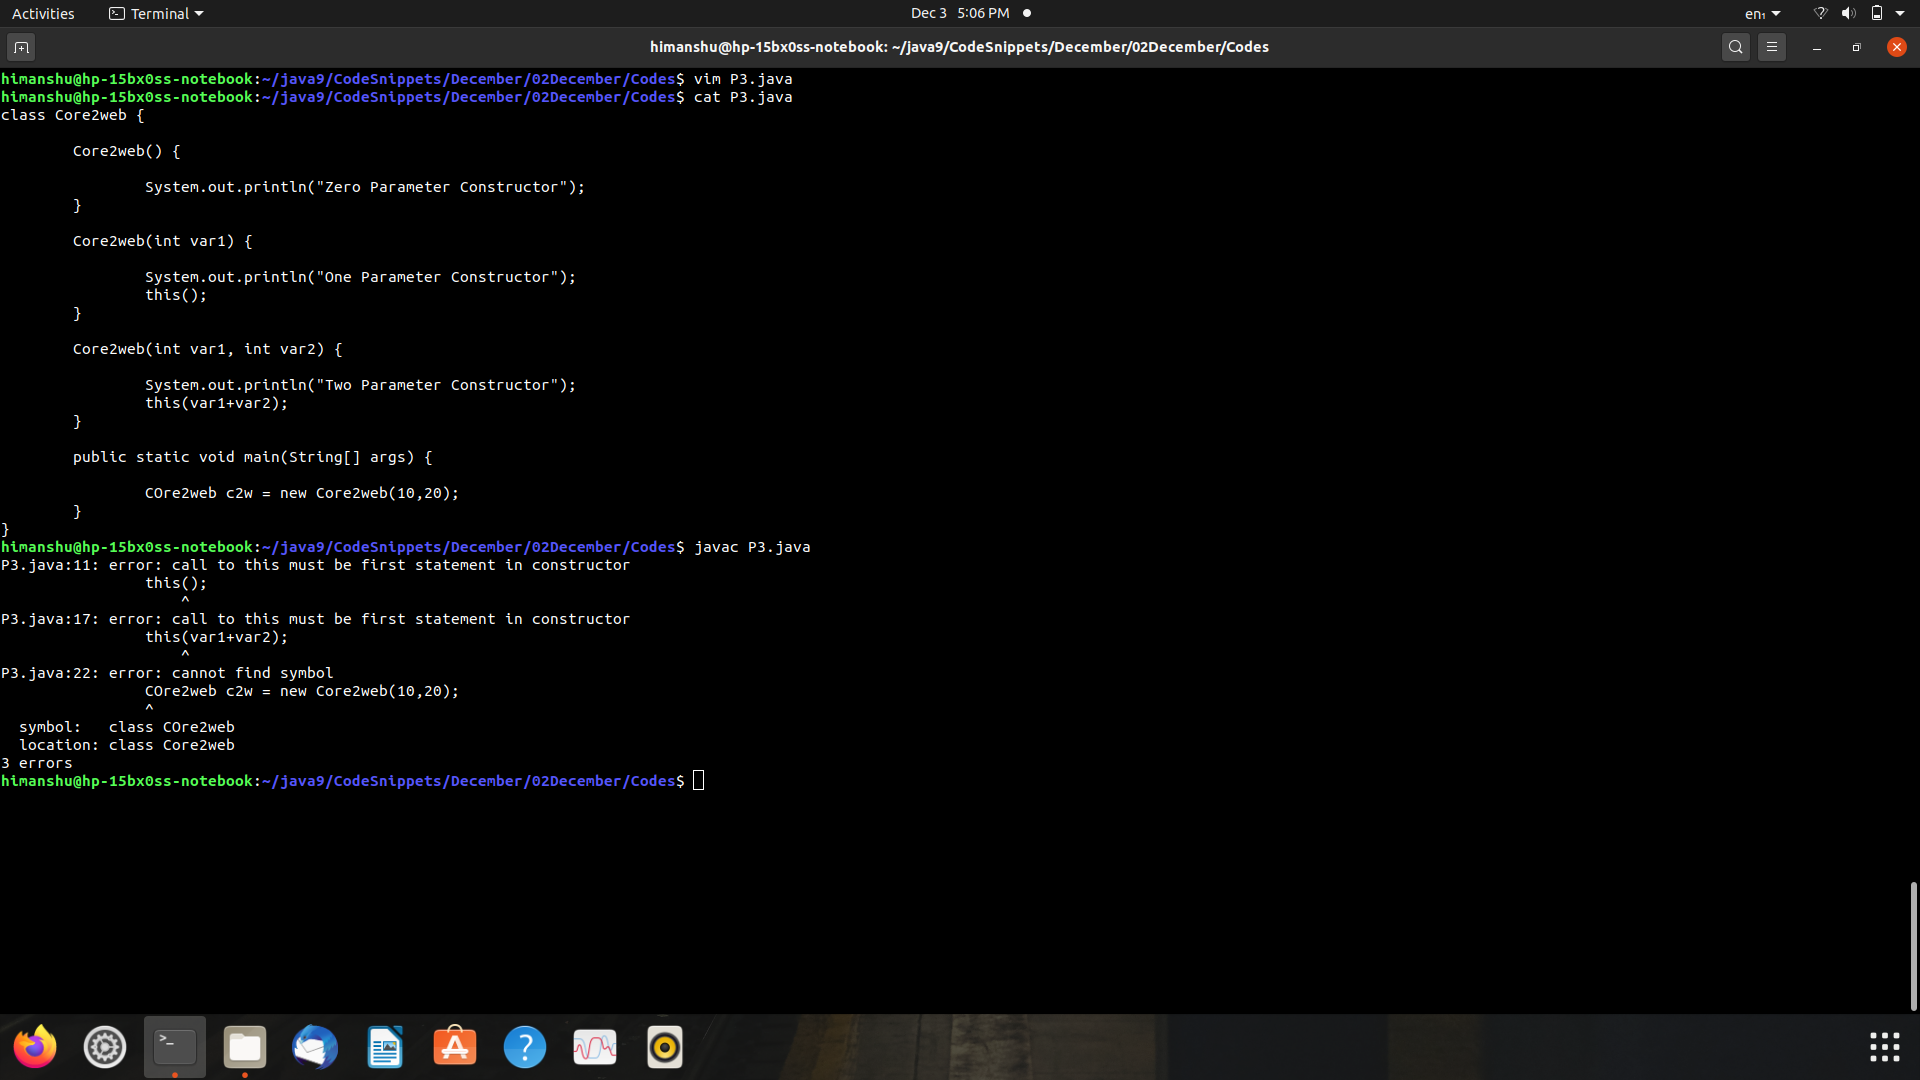 Activities Terminal Dec 3 5:06 PM en₁
himanshu@hp-15bx0ss-notebook: ~/java9/CodeSnippets/December/02December/Codes
himanshu@hp-15bx0ss-notebook:~/java9/CodeSnippets/December/02December/Codes$ vim P3.java
himanshu@hp-15bx0ss-notebook:~/java9/CodeSnippets/December/02December/Codes$ cat P3.java
class Core2web {
        Core2web() {
                System.out.println("Zero Parameter Constructor");
        }
        Core2web(int var1) {
                System.out.println("One Parameter Constructor");
                this();
        }
        Core2web(int var1, int var2) {
                System.out.println("Two Parameter Constructor");
                this(var1+var2);
        }
        public static void main(String[] args) {
                COre2web c2w = new Core2web(10,20);
        }
}
himanshu@hp-15bx0ss-notebook:~/java9/CodeSnippets/December/02December/Codes$ javac P3.java
P3.java:11: error: call to this must be first statement in constructor
                this();
                    ^
P3.java:17: error: call to this must be first statement in constructor
                this(var1+var2);
                    ^
P3.java:22: error: cannot find symbol
                COre2web c2w = new Core2web(10,20);
                ^
  symbol:   class COre2web
  location: class Core2web
3 errors
himanshu@hp-15bx0ss-notebook:~/java9/CodeSnippets/December/02December/Codes$